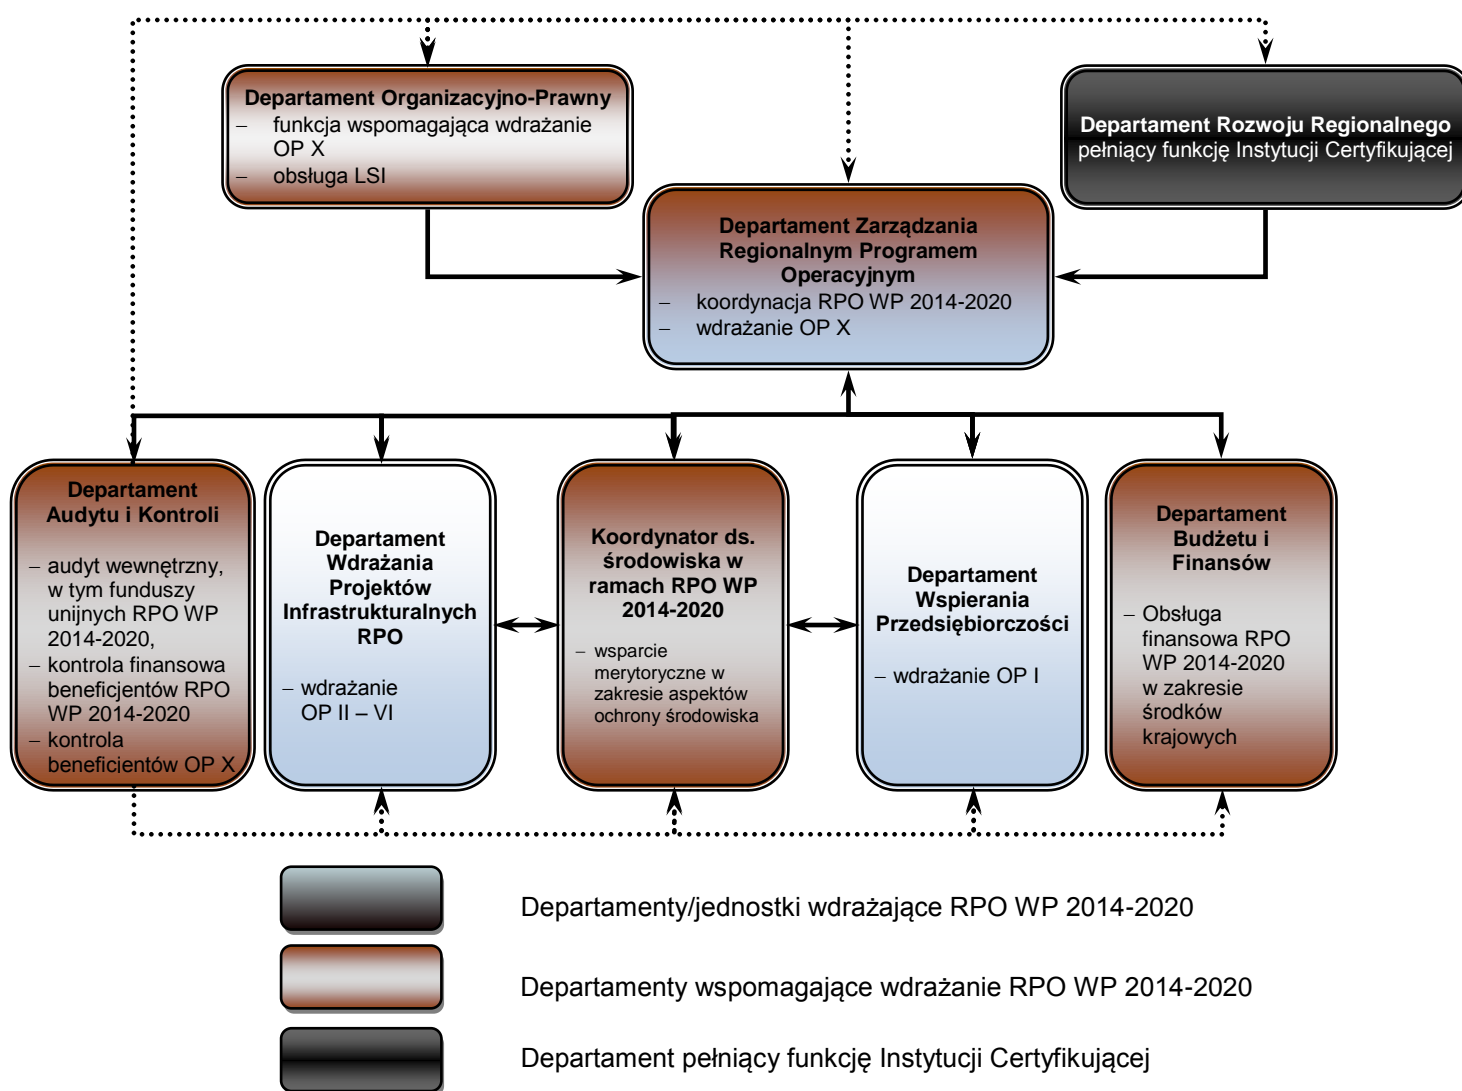 Departament Organizacyjno-Prawny
– funkcja wspomagająca wdrażanie
OP X
– obsługa LSI
Departament Rozwoju Regionalnego
pełniący funkcję Instytucji Certyfikującej
Departament Zarządzania
Regionalnym Programem
Operacyjnym
– koordynacja RPO WP 2014-2020
– wdrażanie OP X
Departament
Audytu i Kontroli
– audyt wewnętrzny,
w tym funduszy
unijnych RPO WP
2014-2020,
– kontrola finansowa
beneficjentów RPO
WP 2014-2020
– kontrola
beneficientów OP X
Departament
Wdrażania
Projektów
Infrastrukturalnych
RPO
– wdrażanie
OP II – VI
Koordynator ds.
środowiska w
ramach RPO WP
2014-2020
– wsparcie
merytoryczne w
zakresie aspektów
ochrony środowiska
Departament
Wspierania
Przedsiębiorczości
– wdrażanie OP I
Departament
Budżetu i
Finansów
– Obsługa
finansowa RPO
WP 2014-2020
w zakresie
środków
krajowych
Departamenty/jednostki wdrażające RPO WP 2014-2020
Departamenty wspomagające wdrażanie RPO WP 2014-2020
Departament pełniący funkcję Instytucji Certyfikującej